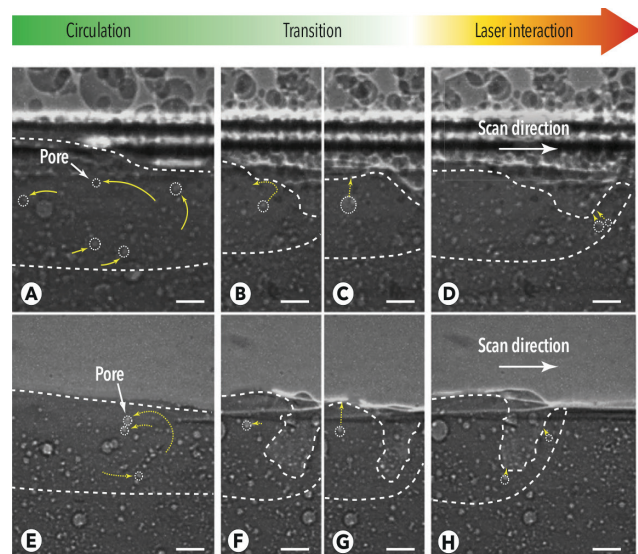 Circulation Transition Laser interaction
Pore
Scan direction
A B C D
Pore
Scan direction
E F G H